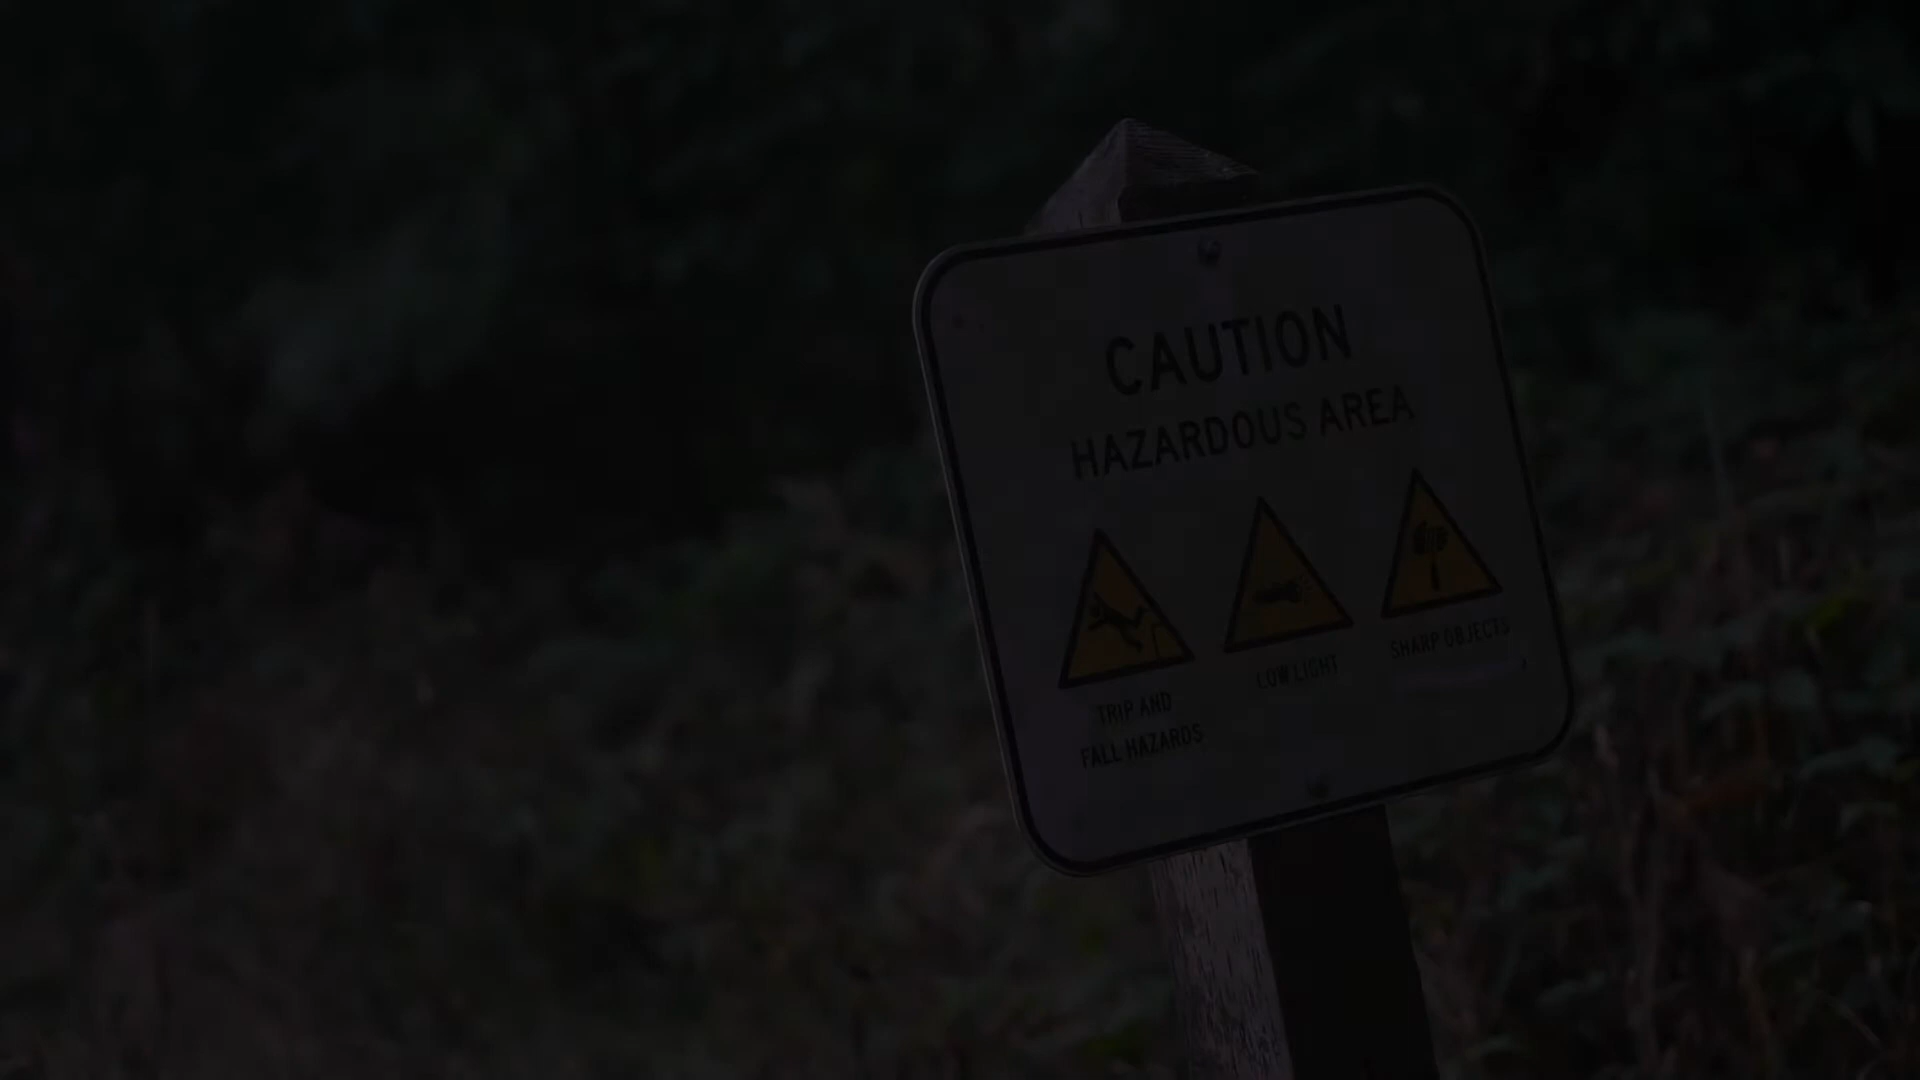 CAUTION
HAZARDOUS AREA
TRIP AND
FALL HAZARDS
LOW LIGHT
SHARP OBJECTS